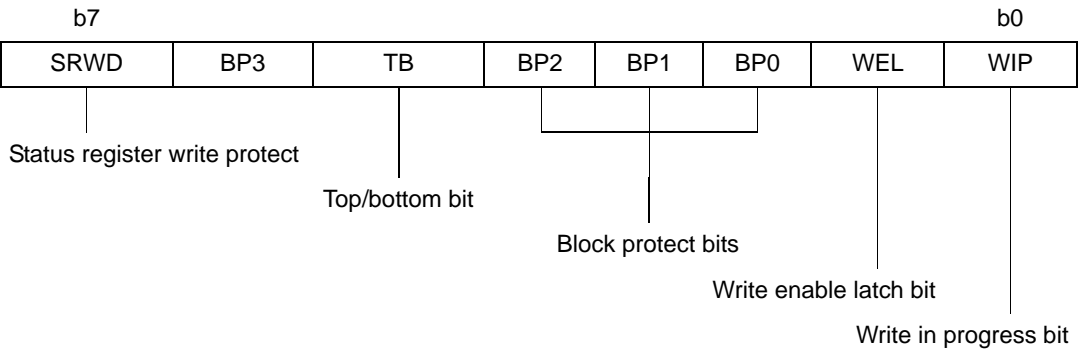 b7 b0
SRWD BP3 TB BP2 BP1 BP0 WEL WIP
Status register write protect
Top/bottom bit
Block protect bits
Write enable latch bit
Write in progress bit